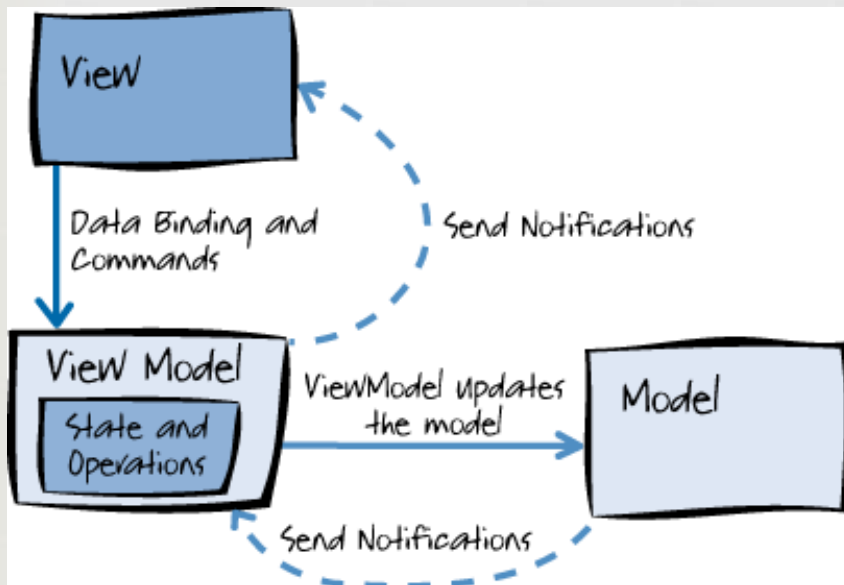 View
Data Binding and
Commands
Send Notifications
View Model
State and
Operations
ViewModel updates
the model
Model
Send Notifications